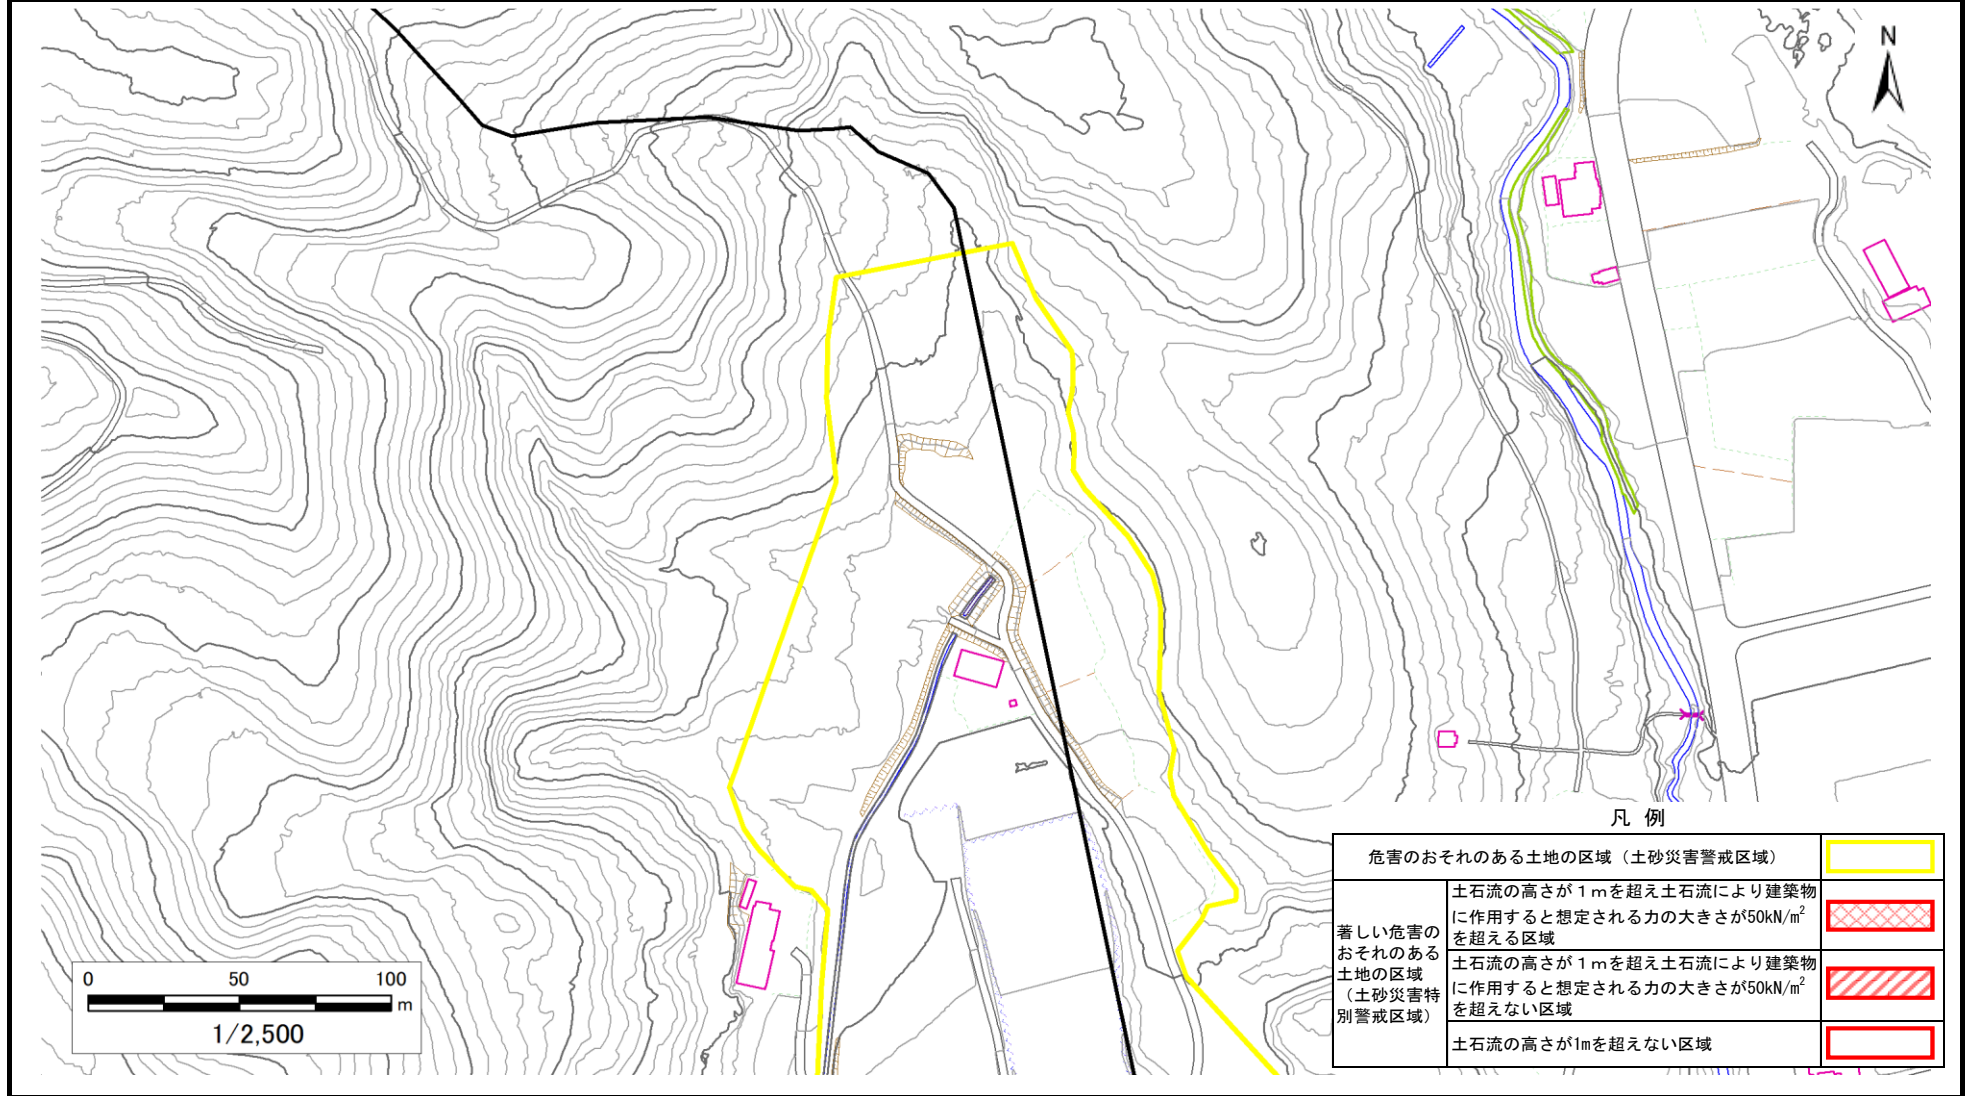 N
凡 例
危害のおそれのある土地の区域（土砂災害警戒区域）
著しい危害の
おそれのある
土地の区域
（土砂災害特
別警戒区域）
土石流の高さが１ｍを超え土石流により建築物
に作用すると想定される力の大きさが50kN/m²
を超える区域
土石流の高さが１ｍを超え土石流により建築物
に作用すると想定される力の大きさが50kN/m²
を超えない区域
土石流の高さが1mを超えない区域
0 50 100
m
1/2,500